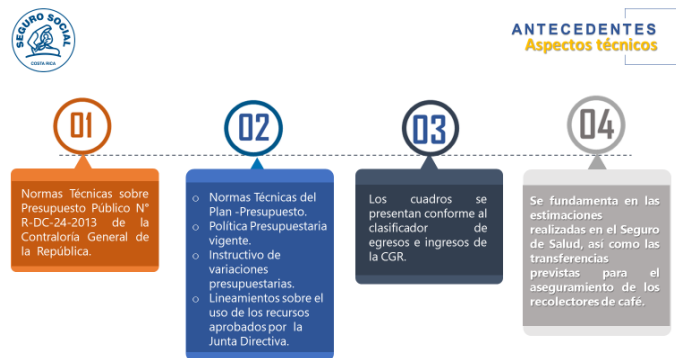 SEGURO SOCIAL
COSTA RICA
ANTECEDENTES
Aspectos técnicos
01
02
03
04
Normas Técnicas sobre
Presupuesto Público N°
R-DC-24-2013 de la
Contraloría General de
la República.
o Normas Técnicas del
Plan -Presupuesto.
o Política Presupuestaria
vigente.
o Instructivo de
variaciones
presupuestarias.
o Lineamientos sobre el
uso de los recursos
aprobados por la
Junta Directiva.
Los cuadros se
presentan conforme al
clasificador de
egresos e ingresos de
la CGR.
Se fundamenta en las
estimaciones
realizadas en el Seguro
de Salud, así como las
transferencias
previstas para el
aseguramiento de los
recolectores de café.